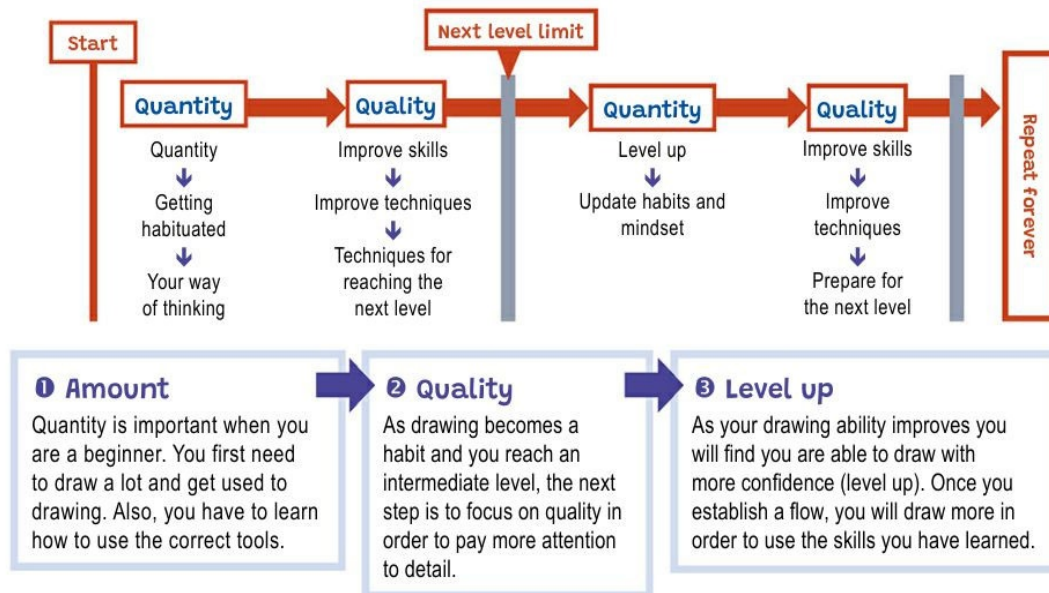 Start
Next level limit
Quantity
Quality
Quantity
Quality
Repeat forever
Quantity
Getting
habituated
Your way
of thinking
Improve skills
Improve techniques
Techniques for
reaching the
next level
Level up
Update habits and
mindset
Improve skills
Improve
techniques
Prepare for
the next level
❶ Amount
Quantity is important when you
are a beginner. You first need
to draw a lot and get used to
drawing. Also, you have to learn
how to use the correct tools.
❷ Quality
As drawing becomes a
habit and you reach an
intermediate level, the next
step is to focus on quality in
order to pay more attention
to detail.
❸ Level up
As your drawing ability improves you
will find you are able to draw with
more confidence (level up). Once you
establish a flow, you will draw more in
order to use the skills you have learned.